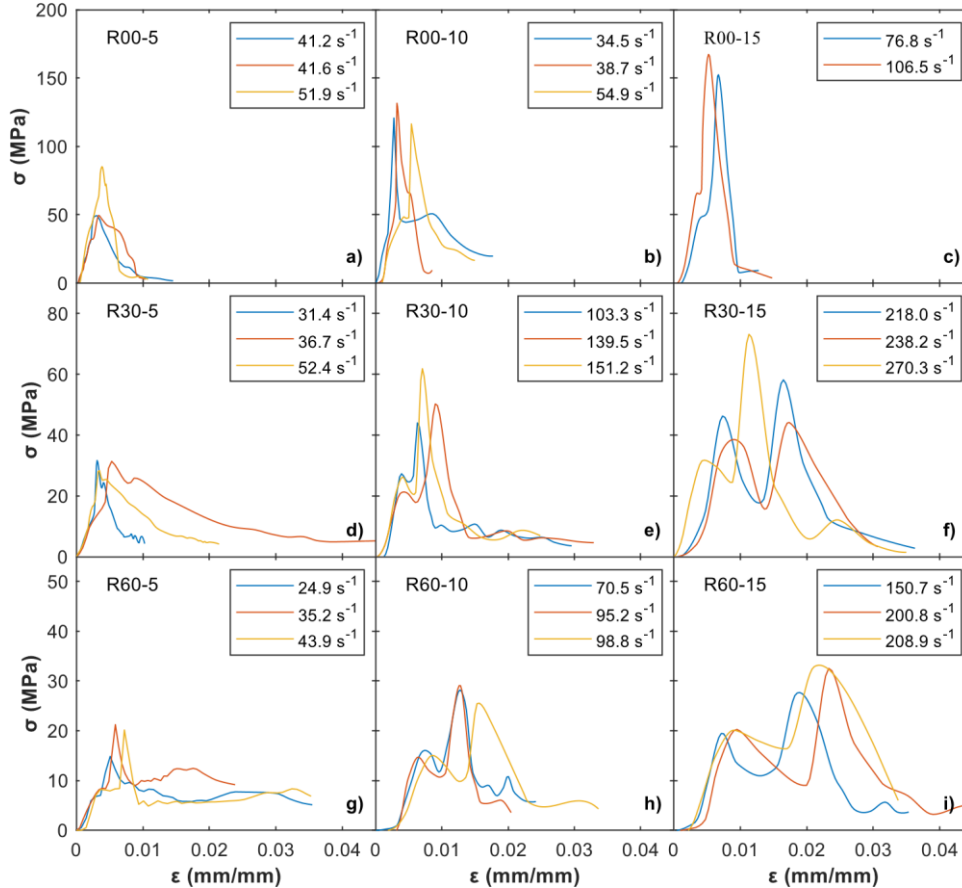 200
150
100
50
0
σ (MPa)
R00-5
41.2 s⁻¹
41.6 s⁻¹
51.9 s⁻¹
a)
R00-10
34.5 s⁻¹
38.7 s⁻¹
54.9 s⁻¹
b)
R00-15
76.8 s⁻¹
106.5 s⁻¹
c)
80
60
40
20
0
σ (MPa)
R30-5
31.4 s⁻¹
36.7 s⁻¹
52.4 s⁻¹
d)
R30-10
103.3 s⁻¹
139.5 s⁻¹
151.2 s⁻¹
e)
R30-15
218.0 s⁻¹
238.2 s⁻¹
270.3 s⁻¹
f)
50
40
30
20
10
0
σ (MPa)
R60-5
24.9 s⁻¹
35.2 s⁻¹
43.9 s⁻¹
g)
R60-10
70.5 s⁻¹
95.2 s⁻¹
98.8 s⁻¹
h)
R60-15
150.7 s⁻¹
200.8 s⁻¹
208.9 s⁻¹
i)
0 0.01 0.02 0.03 0.04 0 0.01 0.02 0.03 0.04 0 0.01 0.02 0.03 0.04
ε (mm/mm) ε (mm/mm) ε (mm/mm)